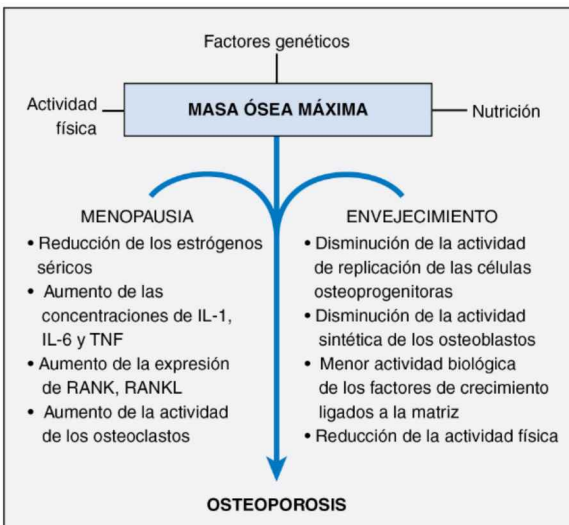 Factores genéticos
Actividad
física
MASA ÓSEA MÁXIMA
Nutrición
MENOPAUSIA
• Reducción de los estrógenos
séricos
• Aumento de las
concentraciones de IL-1,
IL-6 y TNF
• Aumento de la expresión
de RANK, RANKL
• Aumento de la actividad
de los osteoclastos
ENVEJECIMIENTO
• Disminución de la actividad
de replicación de las células
osteoprogenitoras
• Disminución de la actividad
sintética de los osteoblastos
• Menor actividad biológica
de los factores de crecimiento
ligados a la matriz
• Reducción de la actividad física
OSTEOPOROSIS